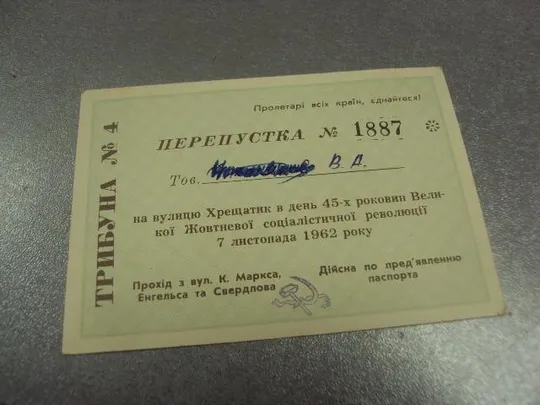 Пролетарі всіх країн, єднайтеся!
ТРИБУНА № 4
ПЕРЕПУСТКА № 1887
Тов. В. А.
на вулицю Хрещатик в день 45-х роковин Вели-
кої Жовтневої соціалістичної революції
7 листопада 1962 року
Прохід з вул. К. Маркса,
Енгельса та Свердлова
Дійсна по пред'явленню
паспорта